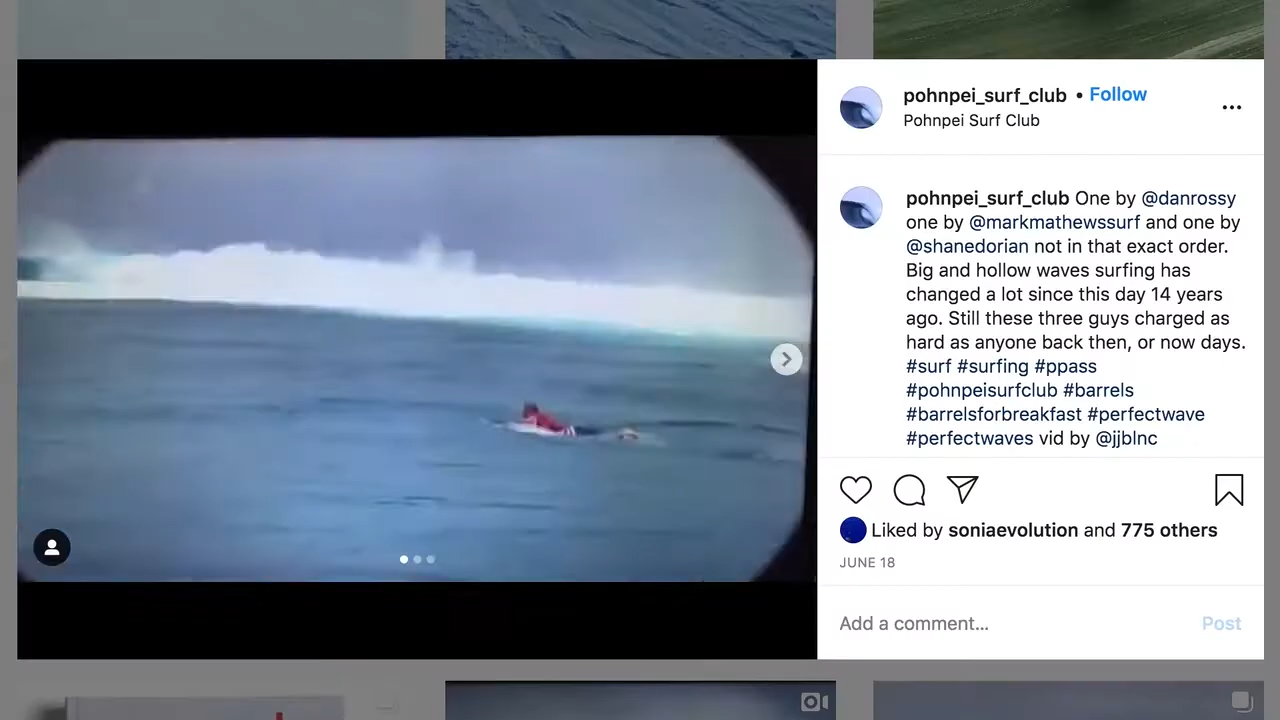 pohnpei_surf_club • Follow
Pohnpei Surf Club
pohnpei_surf_club One by @danrossy
one by @markmathewssurf and one by
@shanedorian not in that exact order.
Big and hollow waves surfing has
changed a lot since this day 14 years
ago. Still these three guys charged as
hard as anyone back then, or now days.
#surf #surfing #ppass
#pohnpeisurfclub #barrels
#barrelsforbreakfast #perfectwave
#perfectwaves vid by @jjblnc
Liked by soniaevolution and 775 others
JUNE 18
Add a comment... Post